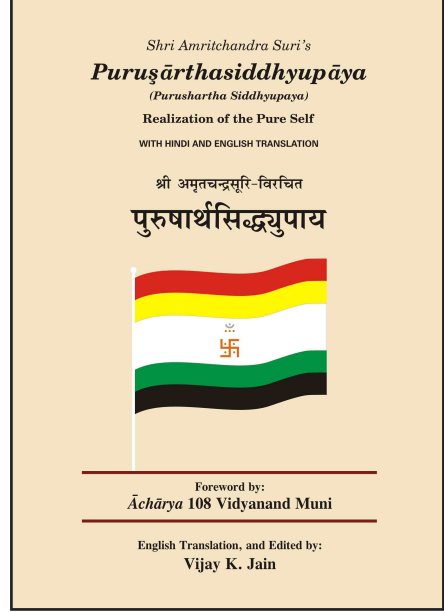 Shri Amritchandra Suri's
Puruşārthasiddhyupāya
(Purushartha Siddhyupaya)
Realization of the Pure Self
WITH HINDI AND ENGLISH TRANSLATION
श्री अमृतचन्द्रसूरि-विरचित
पुरुषार्थसिद्ध्युपाय
Foreword by:
Āchārya 108 Vidyanand Muni
English Translation, and Edited by:
Vijay K. Jain